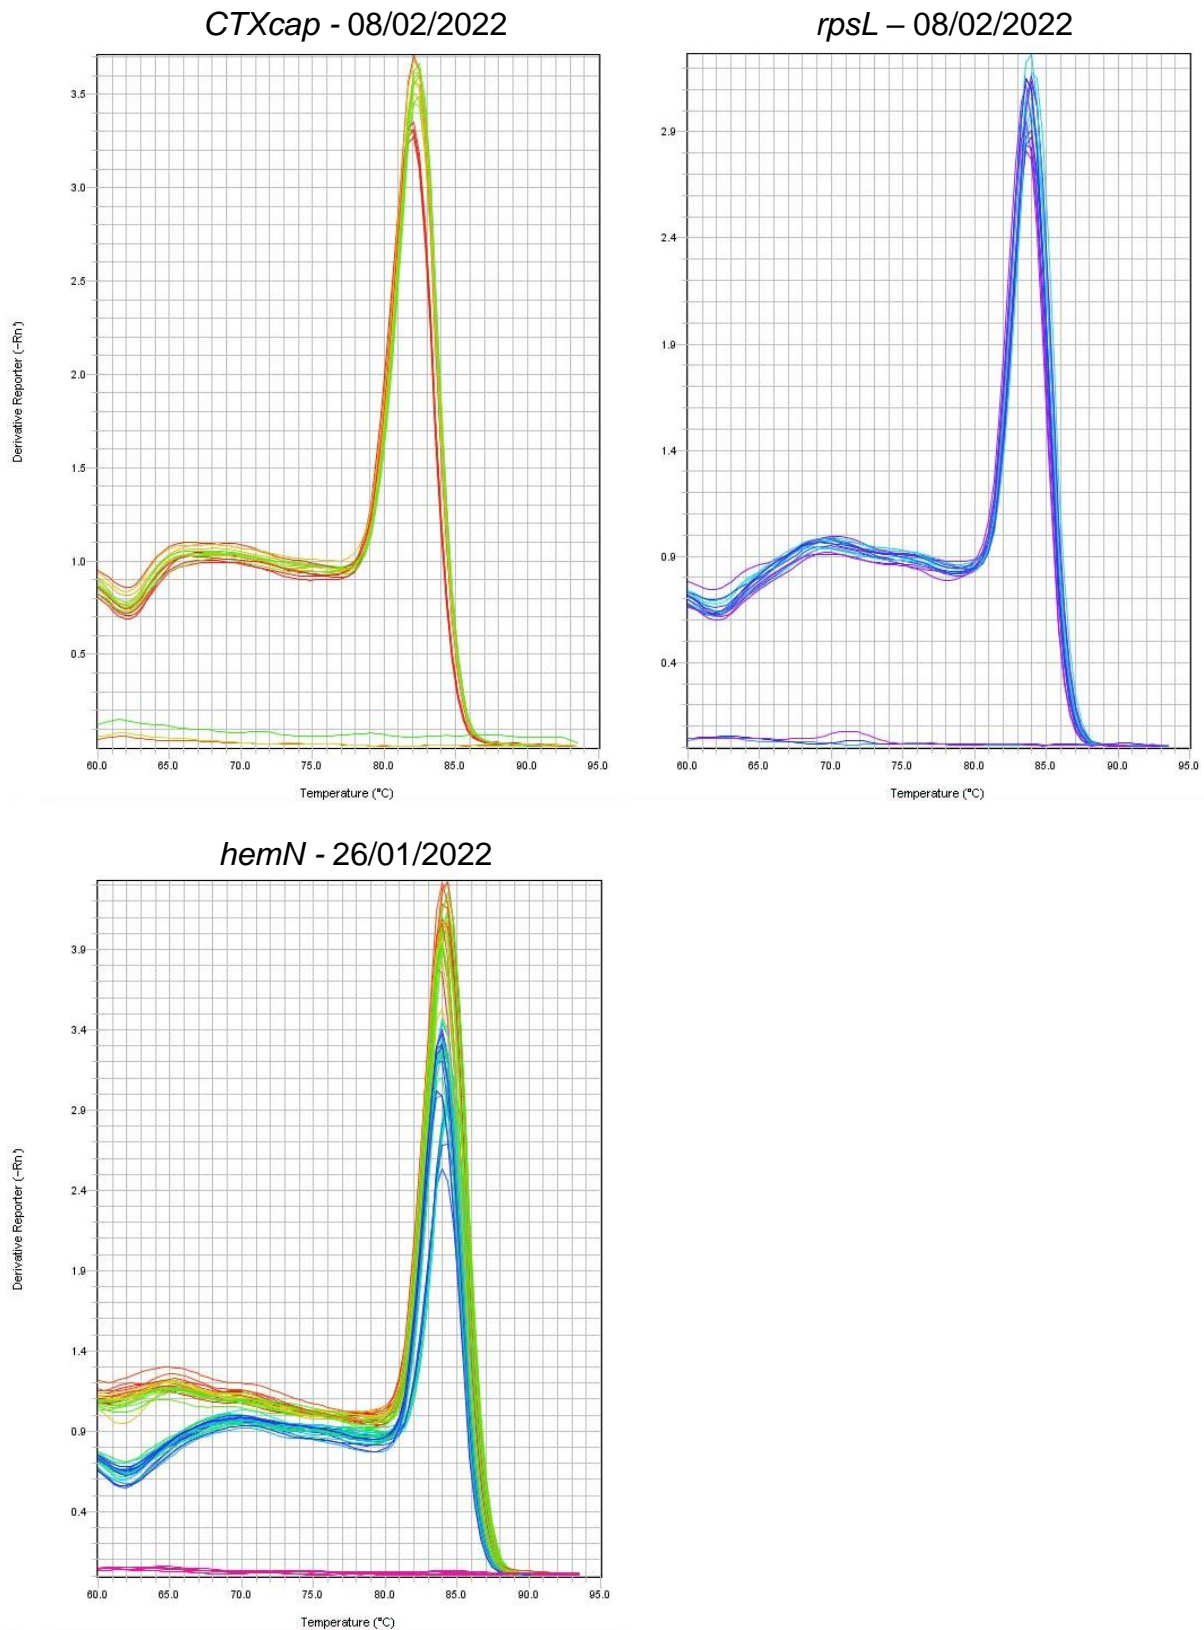 CTXcap - 08/02/2022
3.5
3.0
2.5
2.0
1.5
1.0
0.5
Derivative Reporter (-Rn')
60.0 65.0 70.0 75.0 80.0 85.0 90.0 95.0
Temperature (°C)
rpsL – 08/02/2022
2.9
2.4
1.9
1.4
0.9
0.4
60.0 65.0 70.0 75.0 80.0 85.0 90.0 95.0
Temperature (°C)
hemN - 26/01/2022
3.9
3.4
2.9
2.4
1.9
1.4
0.9
0.4
Derivative Reporter (-Rn')
60.0 65.0 70.0 75.0 80.0 85.0 90.0 95.0
Temperature (°C)